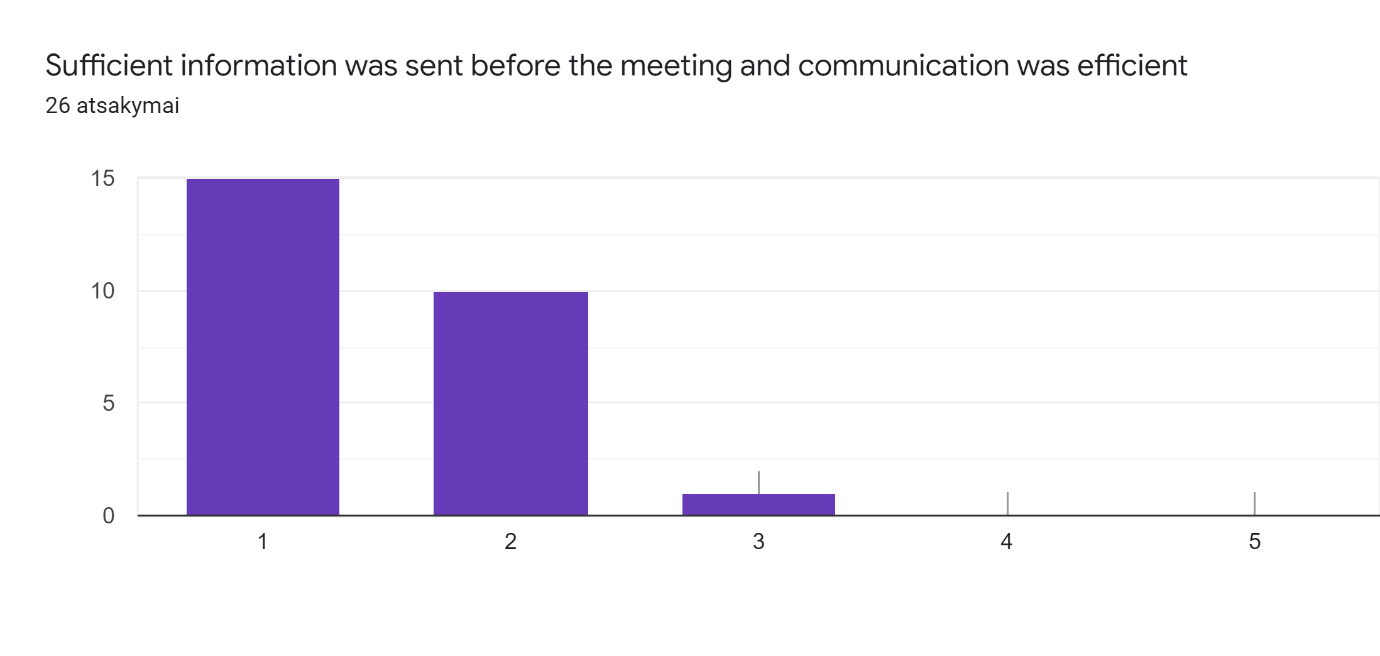 Sufficient information was sent before the meeting and communication was efficient
26 atsakymai
15
10
5
0
1 2 3 4 5